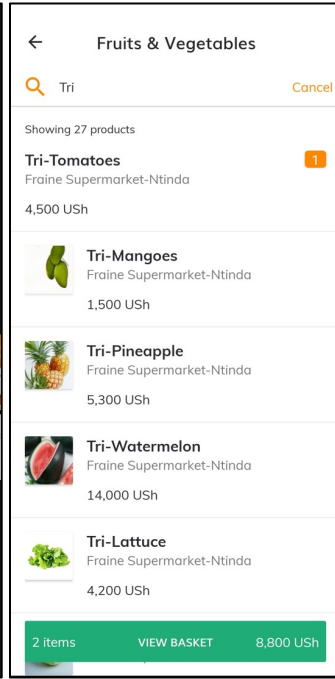 Fruits & Vegetables
Tri Cancel
Showing 27 products
Tri-Tomatoes 1
Fraine Supermarket-Ntinda
4,500 USh
Tri-Mangoes
Fraine Supermarket-Ntinda
1,500 USh
Tri-Pineapple
Fraine Supermarket-Ntinda
5,300 USh
Tri-Watermelon
Fraine Supermarket-Ntinda
14,000 USh
Tri-Lattuce
Fraine Supermarket-Ntinda
4,200 USh
2 items VIEW BASKET 8,800 USh